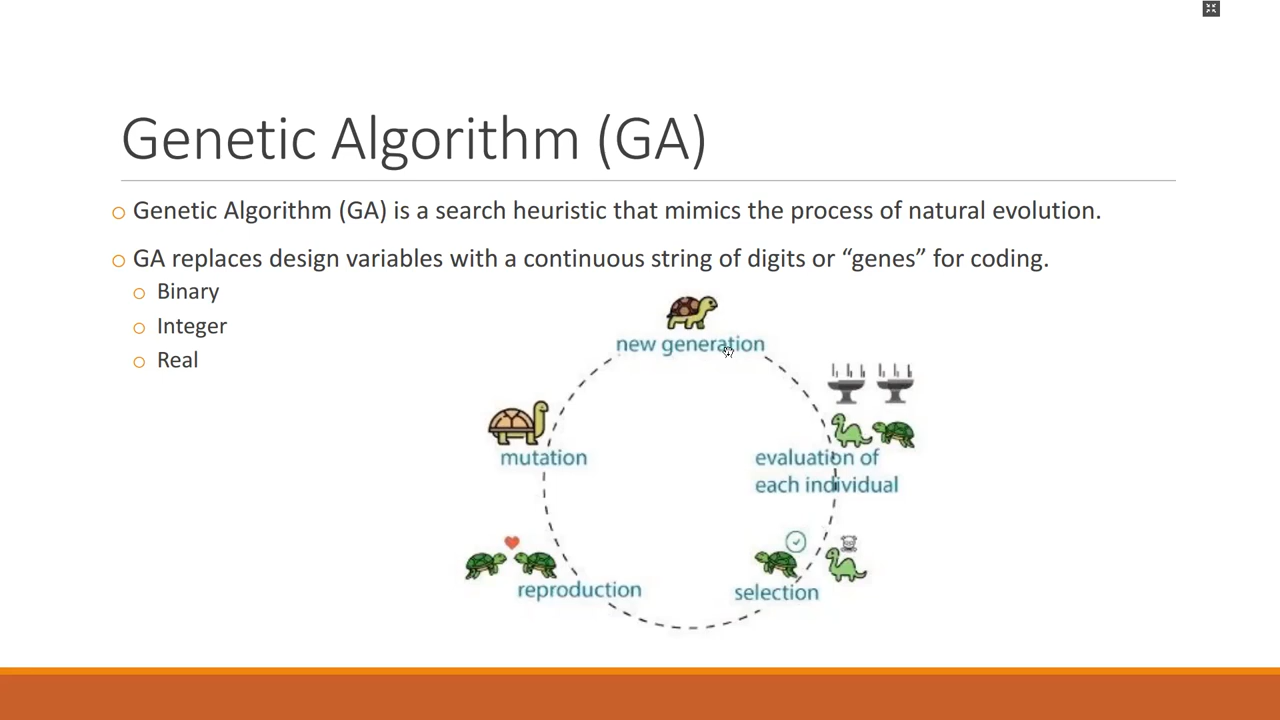 Genetic Algorithm (GA)
o Genetic Algorithm (GA) is a search heuristic that mimics the process of natural evolution.
o GA replaces design variables with a continuous string of digits or “genes” for coding.
o Binary
o Integer
o Real
new generation
mutation
evaluation of
each individual
reproduction
selection